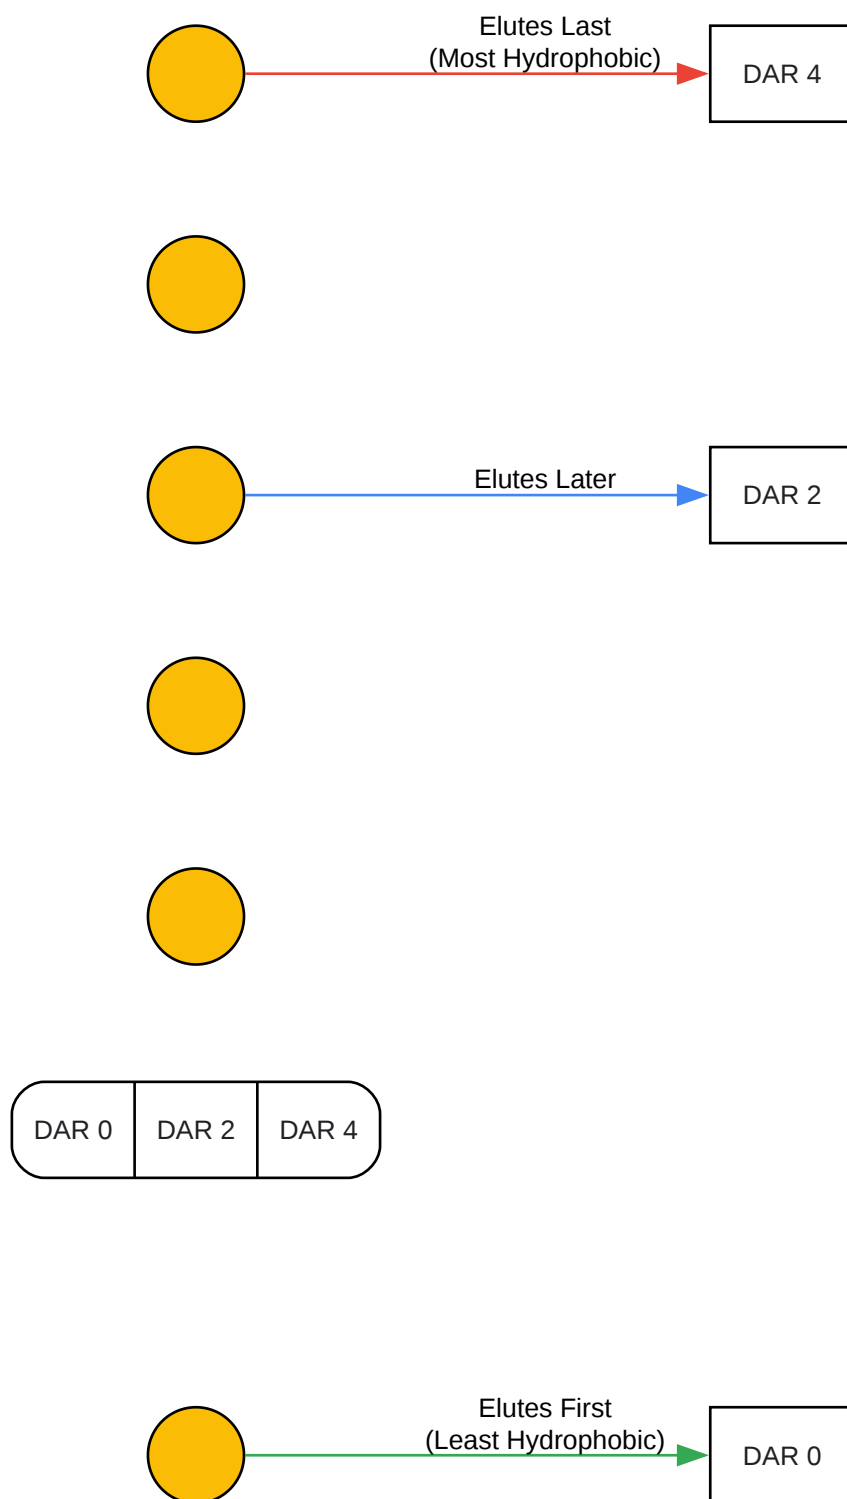 Elutes Last
(Most Hydrophobic)
DAR 4
Elutes Later
DAR 2
DAR 0
DAR 2
DAR 4
Elutes First
(Least Hydrophobic)
DAR 0